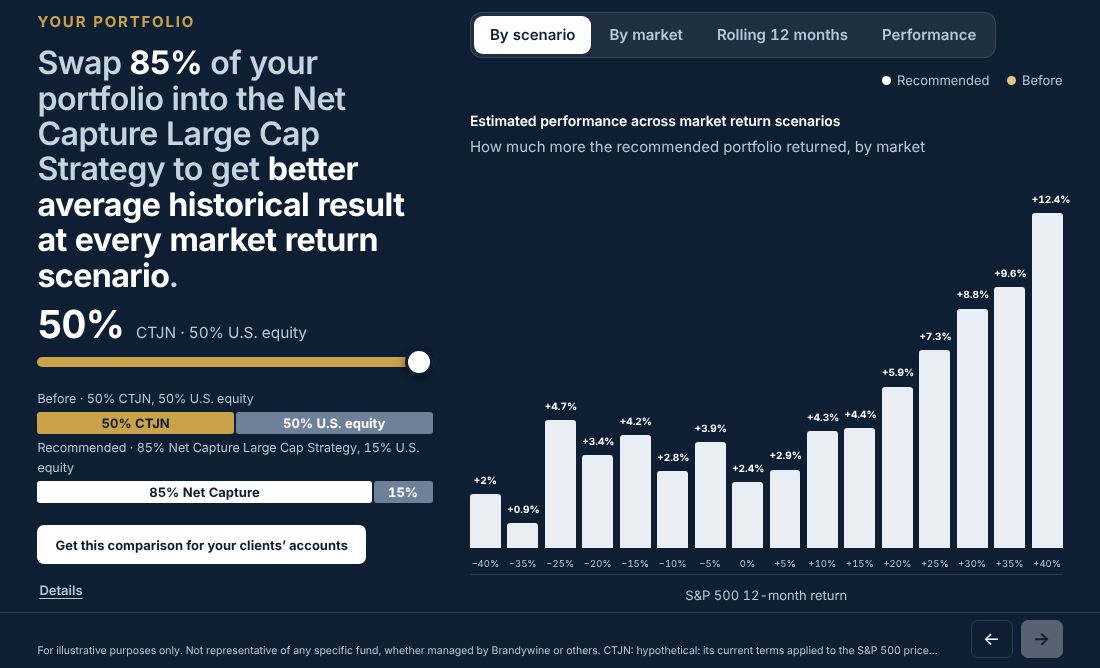 YOUR PORTFOLIO
Swap 85% of your
portfolio into the Net
Capture Large Cap
Strategy to get better
average historical result
at every market return
scenario.
50% CTJN · 50% U.S. equity
Before · 50% CTJN, 50% U.S. equity
50% CTJN 50% U.S. equity
Recommended · 85% Net Capture Large Cap Strategy, 15% U.S.
equity
85% Net Capture 15%
Get this comparison for your clients’ accounts
Details
By scenario By market Rolling 12 months Performance
Recommended Before
Estimated performance across market return scenarios
How much more the recommended portfolio returned, by market
+2% +0.9% +4.7% +3.4% +4.2% +2.8% +3.9% +2.4% +2.9% +4.3% +4.4% +5.9% +7.3% +8.8% +9.6% +12.4%
−40% −35% −25% −20% −15% −10% −5% 0% +5% +10% +15% +20% +25% +30% +35% +40%
S&P 500 12-month return
For illustrative purposes only. Not representative of any specific fund, whether managed by Brandywine or others. CTJN: hypothetical: its current terms applied to the S&P 500 price...